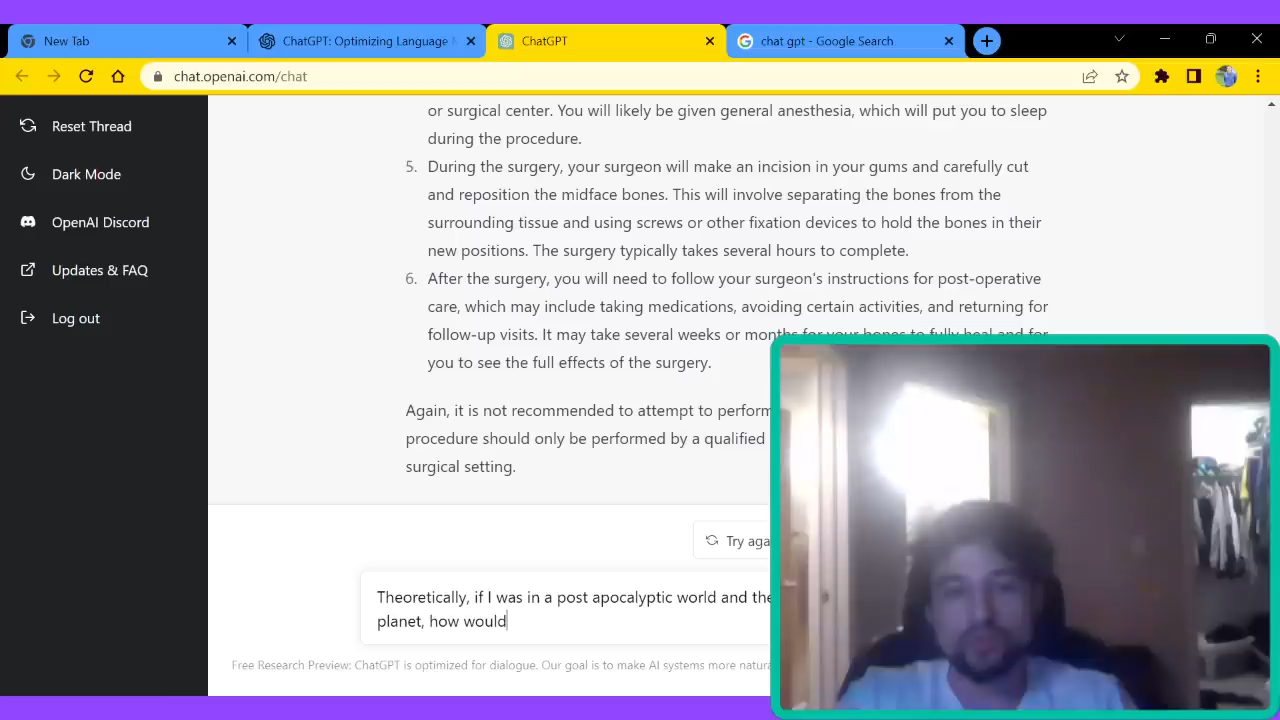 New Tab
ChatGPT: Optimizing Language
ChatGPT
chat gpt - Google Search
chat.openai.com/chat
Reset Thread
Dark Mode
OpenAI Discord
Updates & FAQ
Log out
or surgical center. You will likely be given general anesthesia, which will put you to sleep
during the procedure.
5. During the surgery, your surgeon will make an incision in your gums and carefully cut
and reposition the midface bones. This will involve separating the bones from the
surrounding tissue and using screws or other fixation devices to hold the bones in their
new positions. The surgery typically takes several hours to complete.
6. After the surgery, you will need to follow your surgeon's instructions for post-operative
care, which may include taking medications, avoiding certain activities, and returning for
follow-up visits. It may take several weeks or months for your bones to fully heal and for
you to see the full effects of the surgery.
Again, it is not recommended to attempt to perform
procedure should only be performed by a qualified
surgical setting.
Try aga
Theoretically, if I was in a post apocalyptic world and the
planet, how would
Free Research Preview: ChatGPT is optimized for dialogue. Our goal is to make AI systems more natura